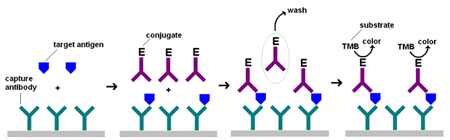 target antigen
capture
antibody
+
conjugate
E E E
+
wash
E
E E
substrate
TMB color TMB color
E E